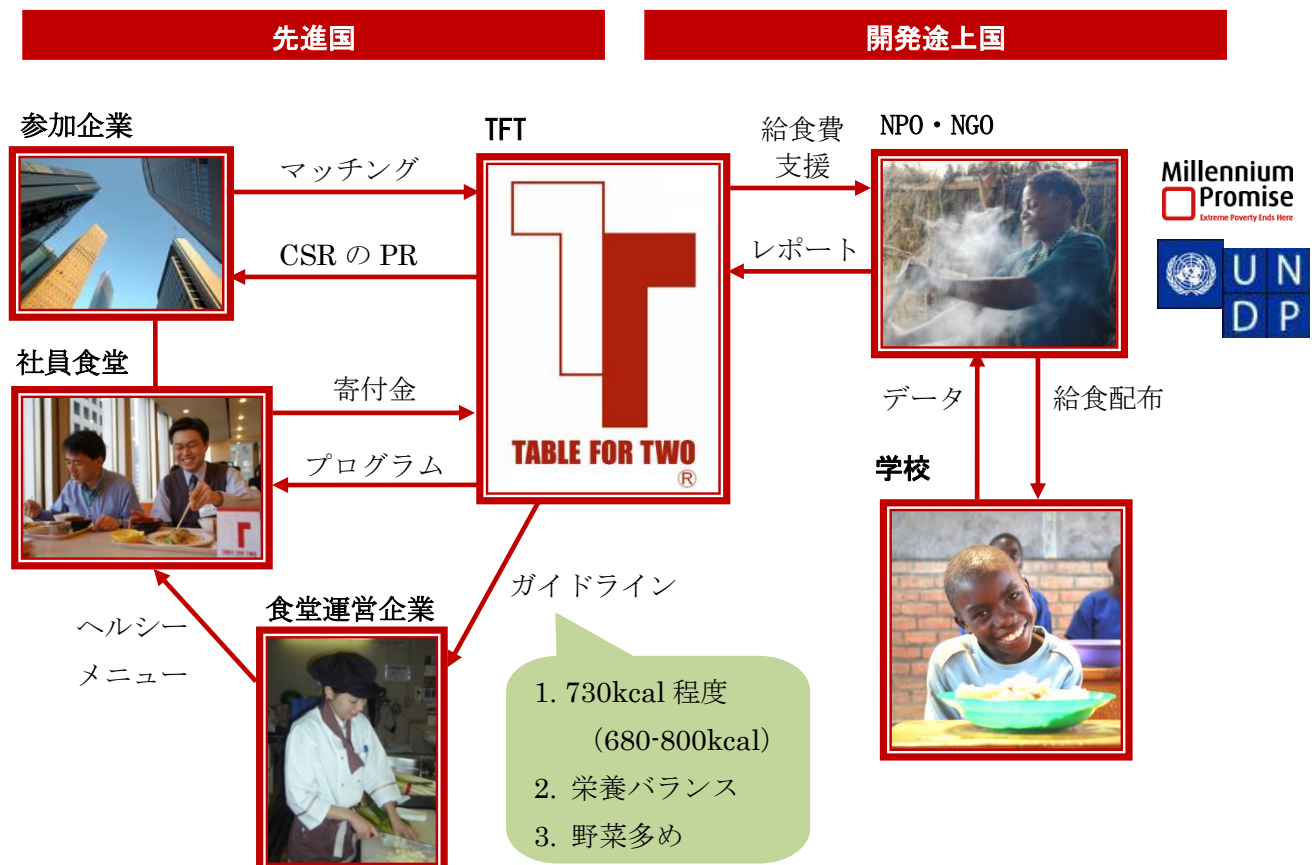 先進国
開発途上国
参加企業
TFT
給食費
支援
NPO・NGO
マッチング
Millennium
Promise
Extreme Poverty Ends Here
CSR の PR
レポート
U N
D P
社員食堂
寄付金
データ
給食配布
プログラム
TABLE FOR TWO
®
学校
TABLE FOR TWO
ガイドライン
食堂運営企業
ヘルシー
メニュー
1. 730kcal 程度
(680-800kcal)
2. 栄養バランス
3. 野菜多め